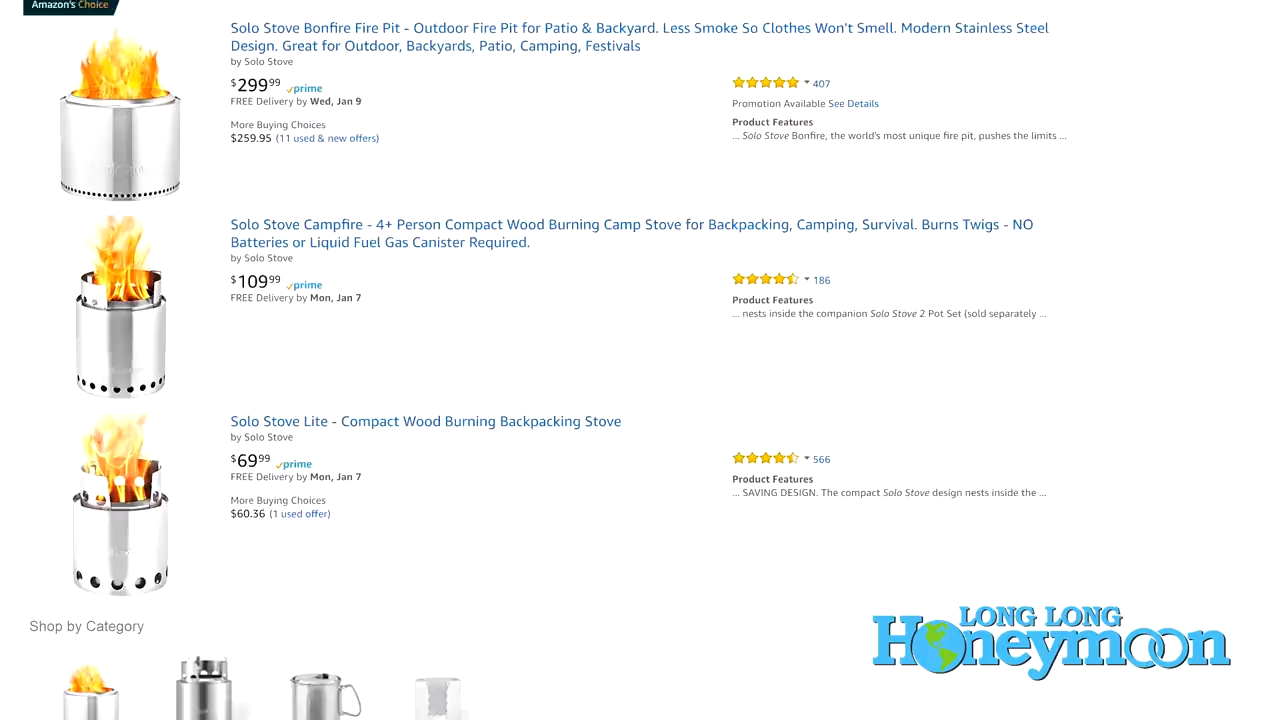 Amazon's Choice
Solo Stove Bonfire Fire Pit - Outdoor Fire Pit for Patio & Backyard. Less Smoke So Clothes Won't Smell. Modern Stainless Steel
Design. Great for Outdoor, Backyards, Patio, Camping, Festivals
by Solo Stove
$299.99 prime
FREE Delivery by Wed, Jan 9
More Buying Choices
$259.95 (11 used & new offers)
407
Promotion Available See Details
Product Features
... Solo Stove Bonfire, the world's most unique fire pit, pushes the limits ...
Solo Stove Campfire - 4+ Person Compact Wood Burning Camp Stove for Backpacking, Camping, Survival. Burns Twigs - NO
Batteries or Liquid Fuel Gas Canister Required.
by Solo Stove
$109.99 prime
FREE Delivery by Mon, Jan 7
186
Product Features
... nests inside the companion Solo Stove 2 Pot Set (sold separately ...
Solo Stove Lite - Compact Wood Burning Backpacking Stove
by Solo Stove
$69.99 prime
FREE Delivery by Mon, Jan 7
More Buying Choices
$60.36 (1 used offer)
566
Product Features
... SAVING DESIGN. The compact Solo Stove design nests inside the ...
Shop by Category
LONG LONG
Honeymoon